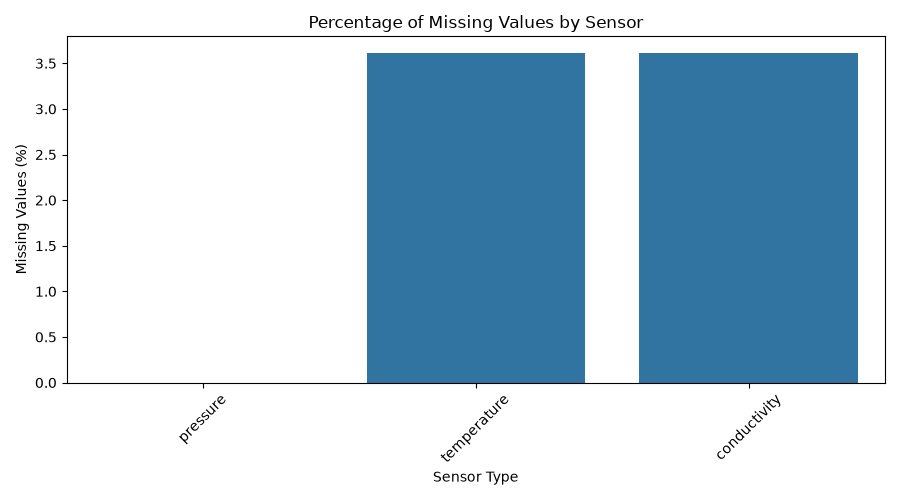 Percentage of Missing Values by Sensor
Missing Values (%)
3.5
3.0
2.5
2.0
1.5
1.0
0.5
0.0
pressure
temperature
conductivity
Sensor Type